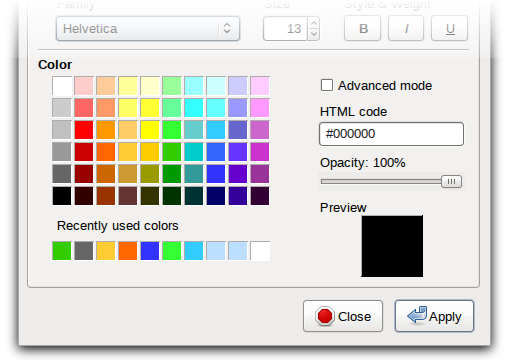 Family Size Style & Weight
Helvetica 13 B I U
Color
Advanced mode
HTML code
#000000
Opacity: 100%
Preview
Recently used colors
Close Apply